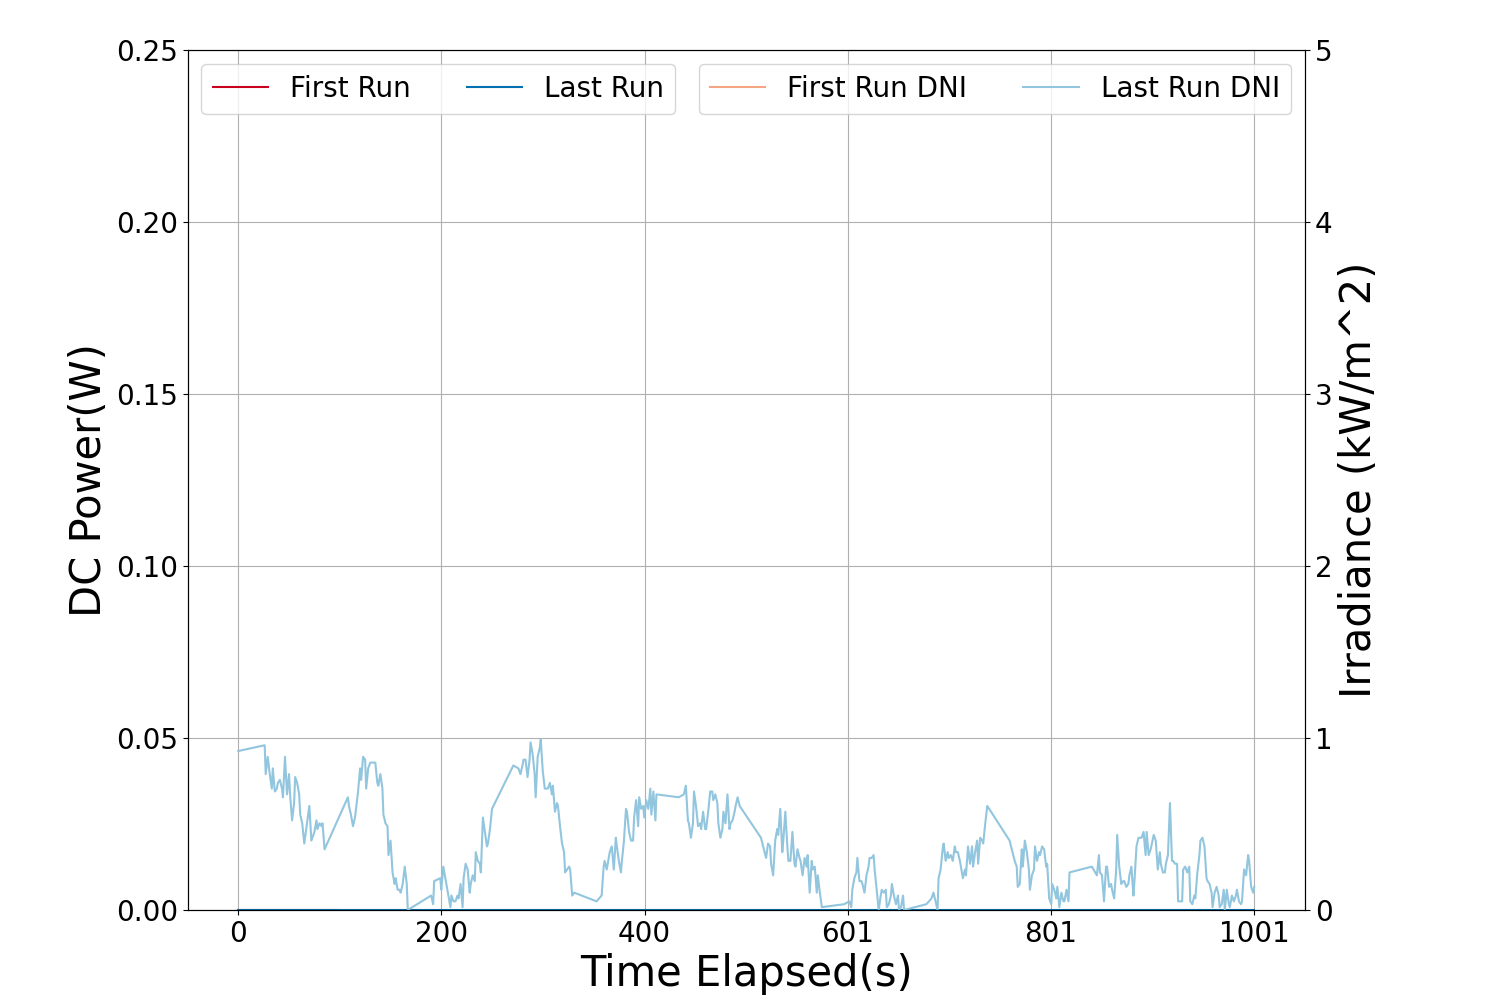 First Run
Last Run
First Run DNI
Last Run DNI
DC Power(W)
0.25
0.20
0.15
0.10
0.05
0.00
5
4
3
2
1
0
Irradiance (kW/m^2)
0 200 400 601 801 1001
Time Elapsed(s)